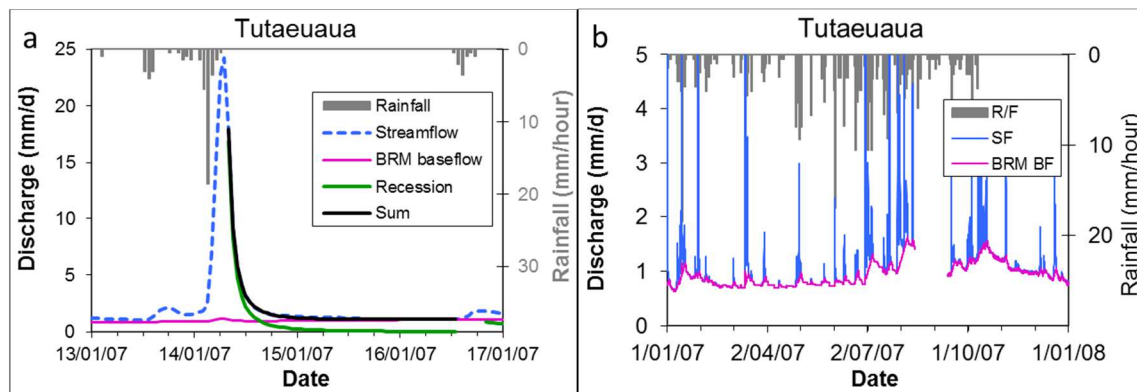 a
Tutaeuaua
25
20
15
10
5
0
Discharge (mm/d)
0
10
20
30
Rainfall (mm/hour)
Rainfall
Streamflow
BRM baseflow
Recession
Sum
13/01/07 14/01/07 15/01/07 16/01/07 17/01/07
Date
b
Tutaeuaua
5
4
3
2
1
0
Discharge (mm/d)
0
10
20
Rainfall (mm/hour)
R/F
SF
BRM BF
1/01/07 2/04/07 2/07/07 1/10/07 1/01/08
Date